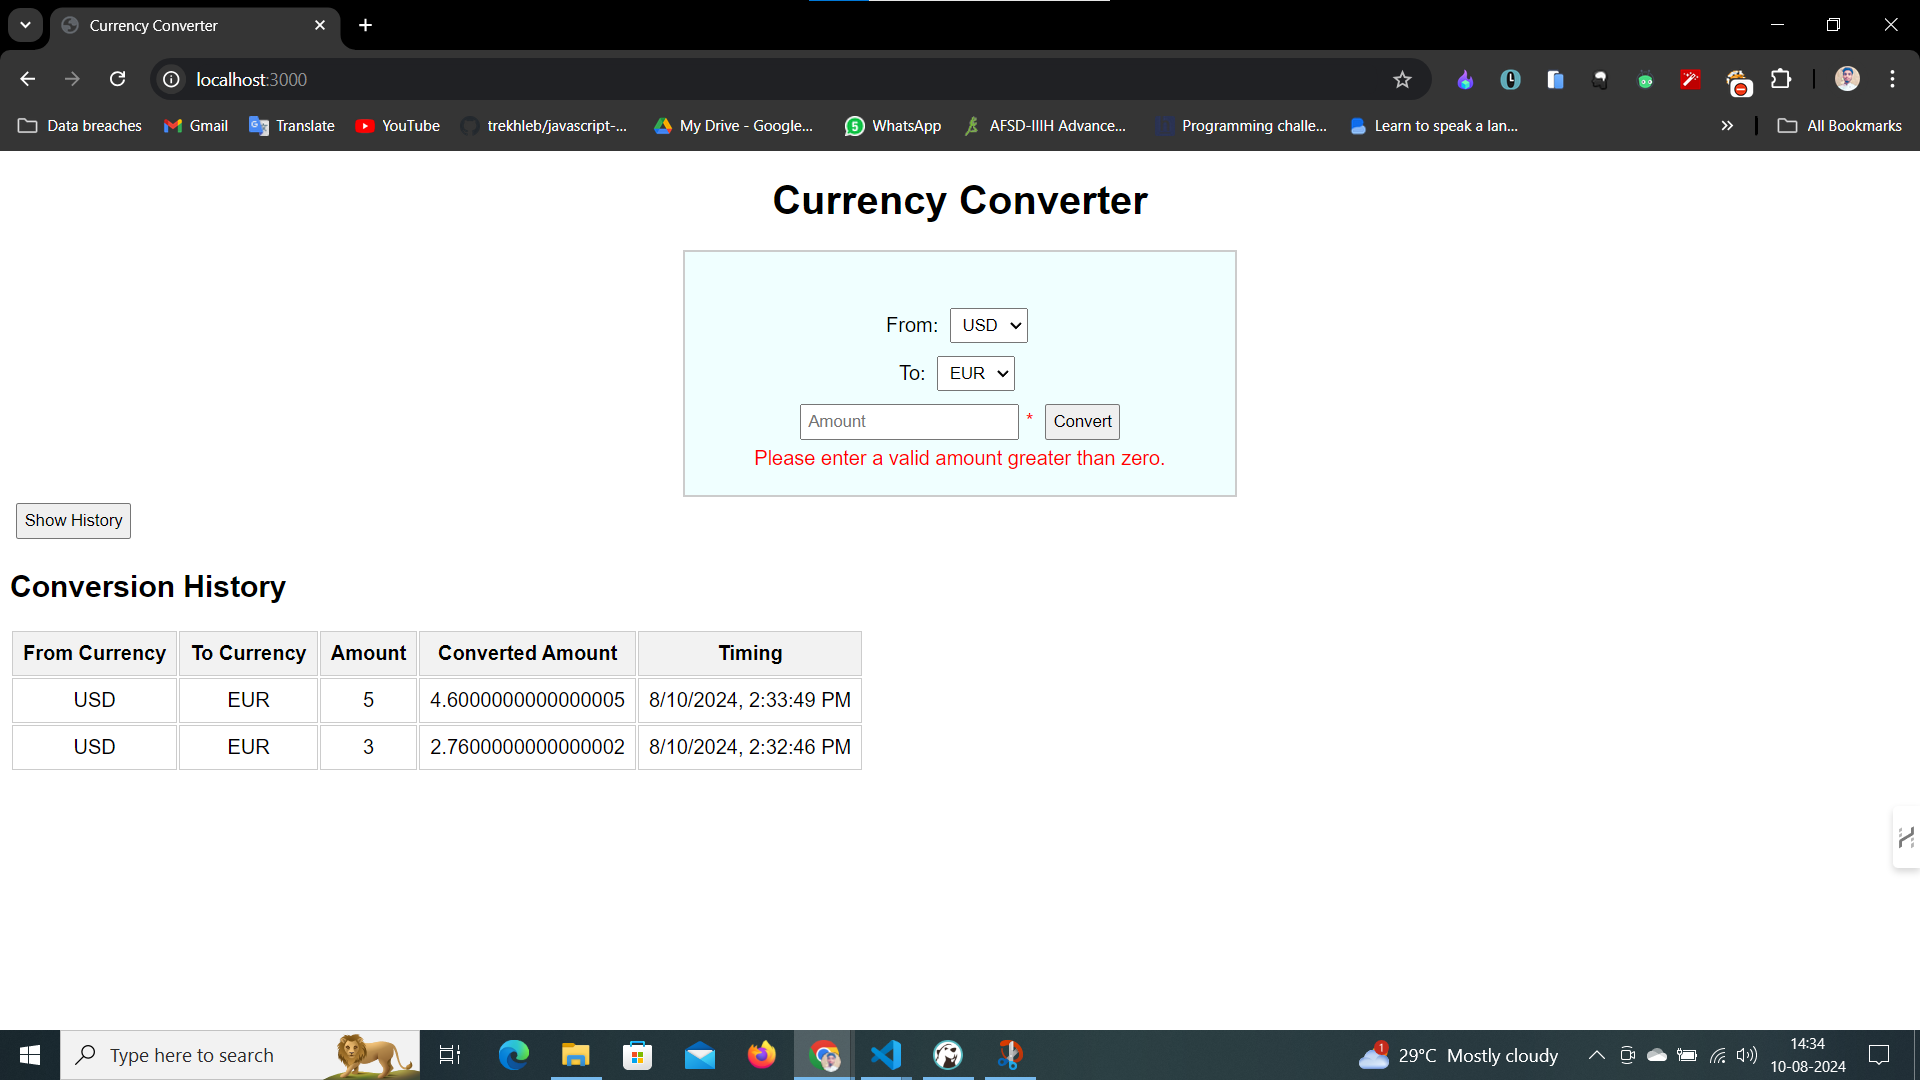 Currency Converter
localhost:3000
Data breaches Gmail Translate YouTube trekhleb/javascript-... My Drive - Google... WhatsApp AFSD-IIIH Advance... Programming challe... Learn to speak a lan... All Bookmarks
Currency Converter
From: USD
To: EUR
Amount * Convert
Please enter a valid amount greater than zero.
Show History
Conversion History
From Currency To Currency Amount Converted Amount Timing
USD EUR 5 4.6000000000000005 8/10/2024, 2:33:49 PM
USD EUR 3 2.7600000000000002 8/10/2024, 2:32:46 PM
Type here to search
1 29°C Mostly cloudy
14:34
10-08-2024